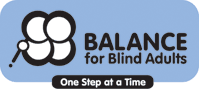 BALANCE
for Blind Adults
One Step at a Time